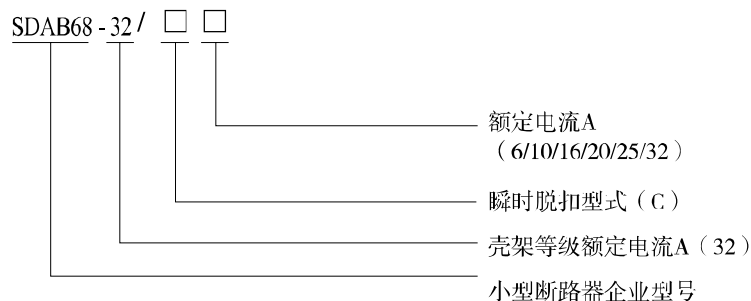 SDAB68-32/□□
额定电流A
(6/10/16/20/25/32)
瞬时脱扣型式(C)
壳架等级额定电流A(32)
小型断路器企业型号